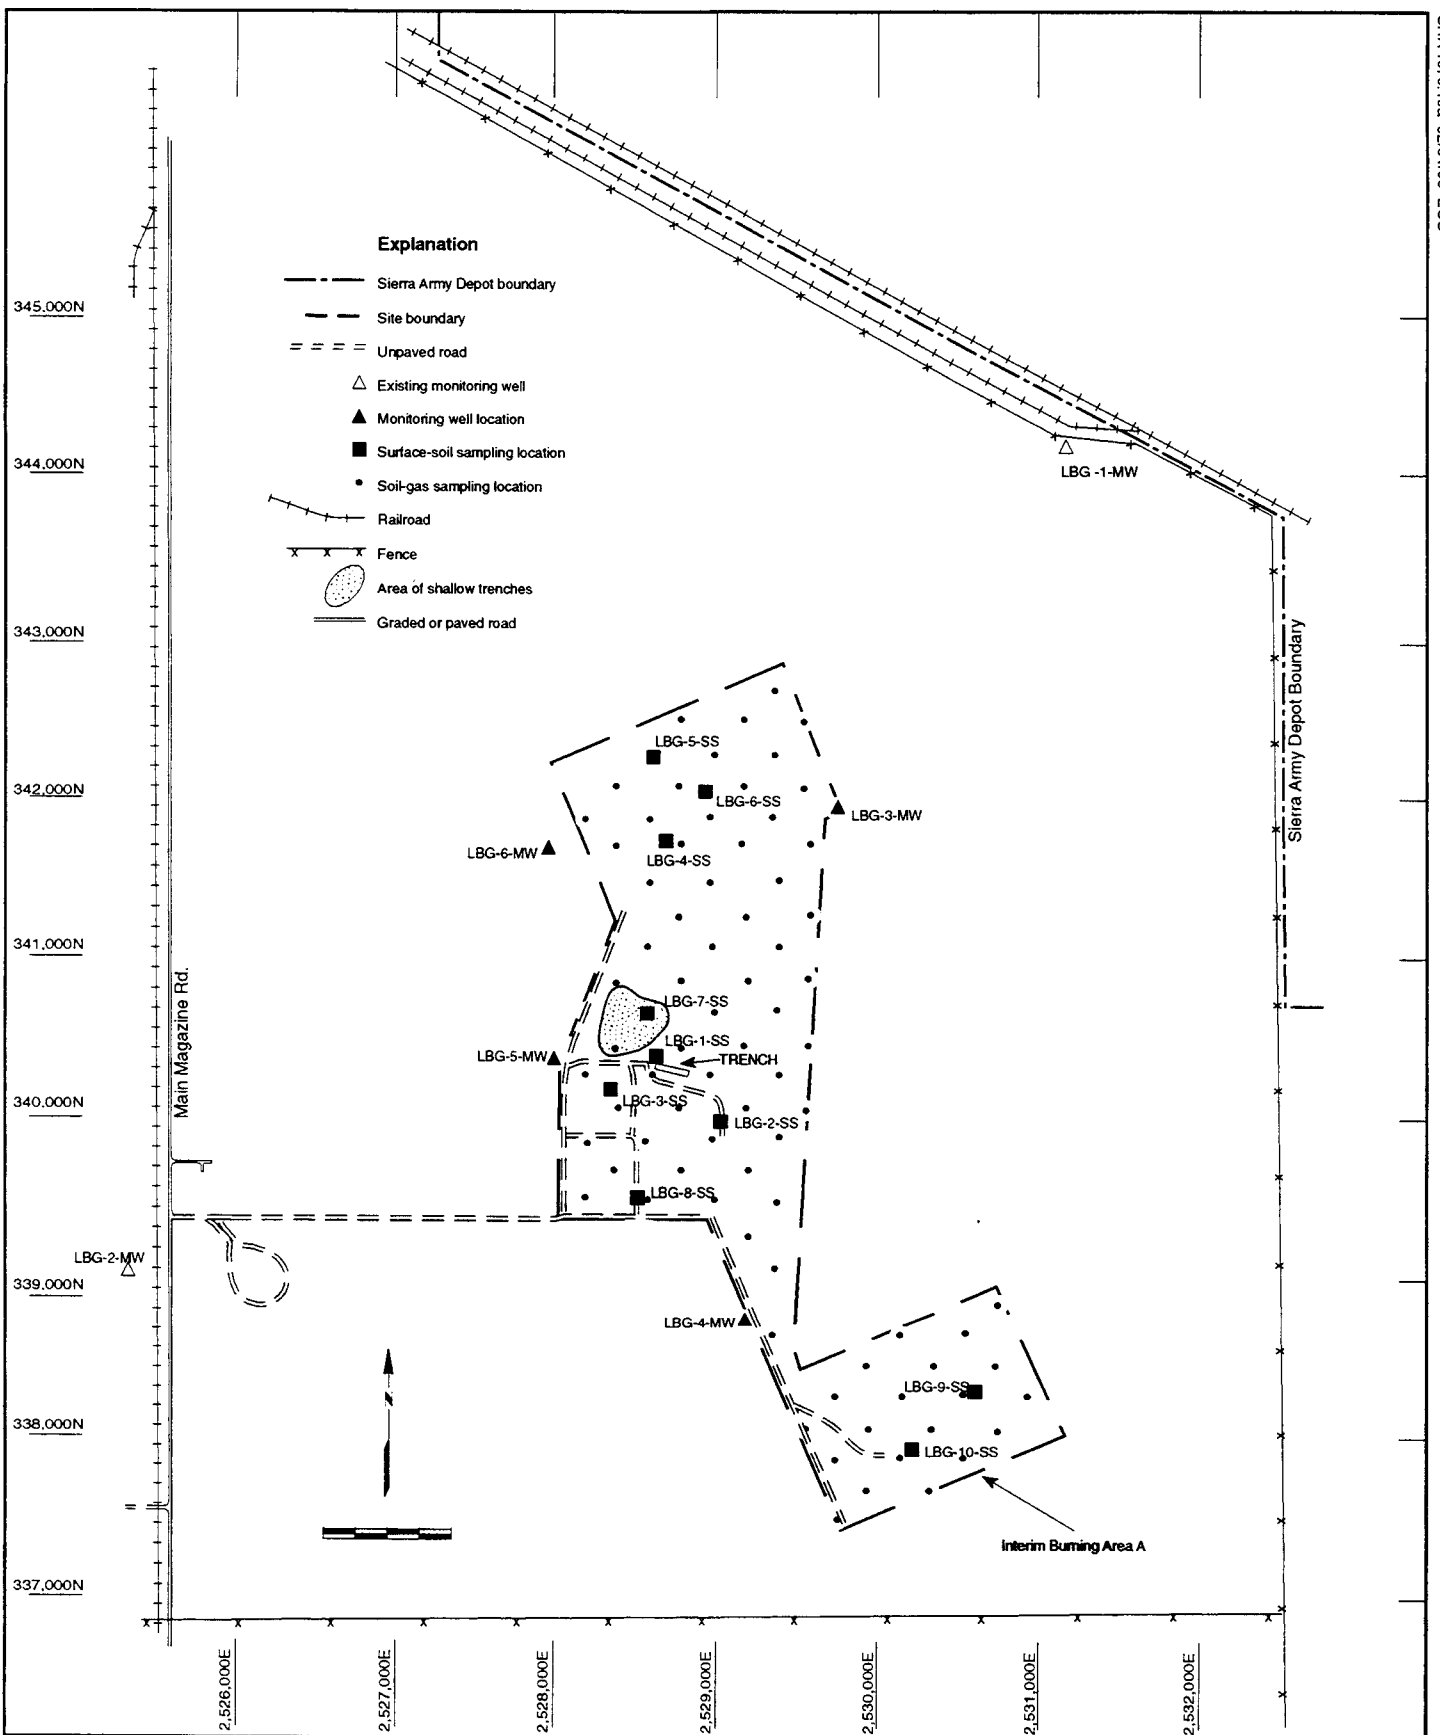 Explanation
Sierra Army Depot boundary
Site boundary
Unpaved road
Existing monitoring well
Monitoring well location
Surface-soil sampling location
Soil-gas sampling location
Railroad
Fence
Area of shallow trenches
Graded or paved road
345.000N
344.000N
343,000N
342,000N
341,000N
340.000N
339,000N
338,000N
337,000N
Main Magazine Rd.
Sierra Army Depot Boundary
LBG -1-MW
LBG-5-SS
LBG-6-SS
LBG-3-MW
LBG-6-MW
LBG-4-SS
LBG-7-SS
LBG-1-SS
LBG-5-MW
TRENCH
LBG-3-SS
LBG-2-SS
LBG-8-SS
LBG-2-MW
LBG-4-MW
LBG-9-SS
LBG-10-SS
Interim Burning Area A
N
2,526,000E
2,527,000E
2,528,000E
2,529,000E
2,530,000E
2,531,000E
2,532,000E